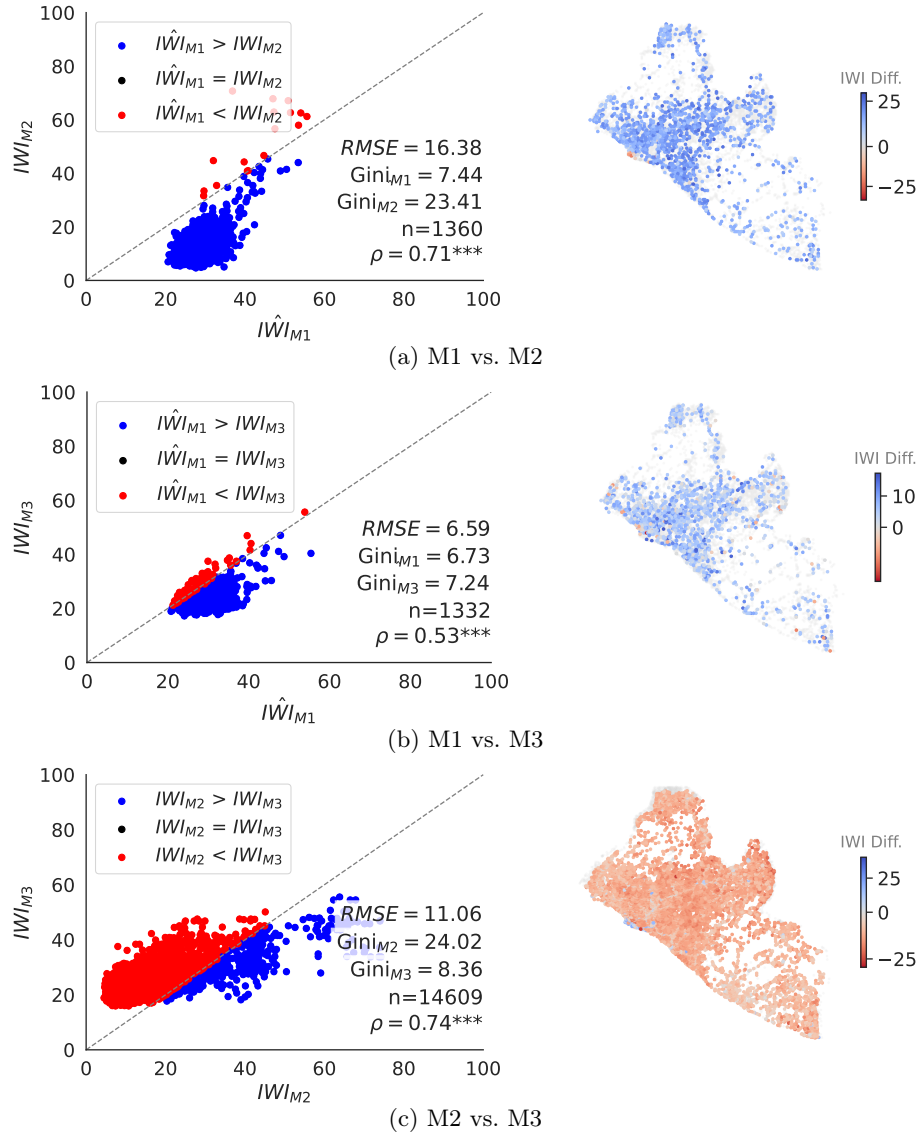 100
80
60
40
20
0
IWI_M2
IŴI_M1 > IWI_M2
IŴI_M1 = IWI_M2
IŴI_M1 < IWI_M2
RMSE = 16.38
Gini_M1 = 7.44
Gini_M2 = 23.41
n=1360
ρ = 0.71***
0 20 40 60 80 100
IŴI_M1
IWI Diff.
25
0
−25
(a) M1 vs. M2
100
80
60
40
20
0
IWI_M3
IŴI_M1 > IWI_M3
IŴI_M1 = IWI_M3
IŴI_M1 < IWI_M3
RMSE = 6.59
Gini_M1 = 6.73
Gini_M3 = 7.24
n=1332
ρ = 0.53***
0 20 40 60 80 100
IŴI_M1
IWI Diff.
10
0
(b) M1 vs. M3
100
80
60
40
20
0
IWI_M3
IWI_M2 > IWI_M3
IWI_M2 = IWI_M3
IWI_M2 < IWI_M3
RMSE = 11.06
Gini_M2 = 24.02
Gini_M3 = 8.36
n=14609
ρ = 0.74***
0 20 40 60 80 100
IWI_M2
IWI Diff.
25
0
−25
(c) M2 vs. M3